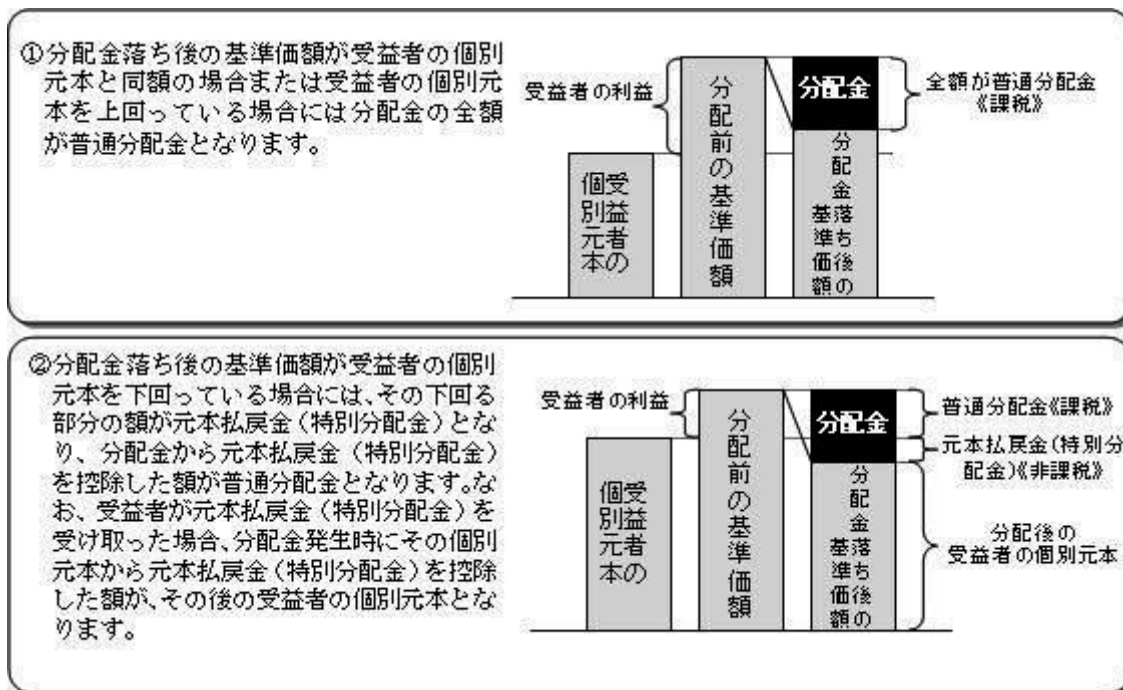 ①分配金落ち後の基準価額が受益者の個別
元本と同額の場合または受益者の個別元
本を上回っている場合には分配金の全額
が普通分配金となります。
受益者の利益
受益者の
個別元本
分配前の基準価額
分配金
分配金落ち後の
基準価額
全額が普通分配金
《課税》
②分配金落ち後の基準価額が受益者の個別
元本を下回っている場合には、その下回る
部分の額が元本払戻金（特別分配金）とな
り、分配金から元本払戻金（特別分配金）
を控除した額が普通分配金となります。な
お、受益者が元本払戻金（特別分配金）を
受け取った場合、分配金発生時にその個別
元本から元本払戻金（特別分配金）を控除
した額が、その後の受益者の個別元本とな
ります。
受益者の利益
受益者の
個別元本
分配前の基準価額
分配金
分配金落ち後の
基準価額
普通分配金《課税》
元本払戻金(特別分
配金)《非課税》
分配後の
受益者の個別元本